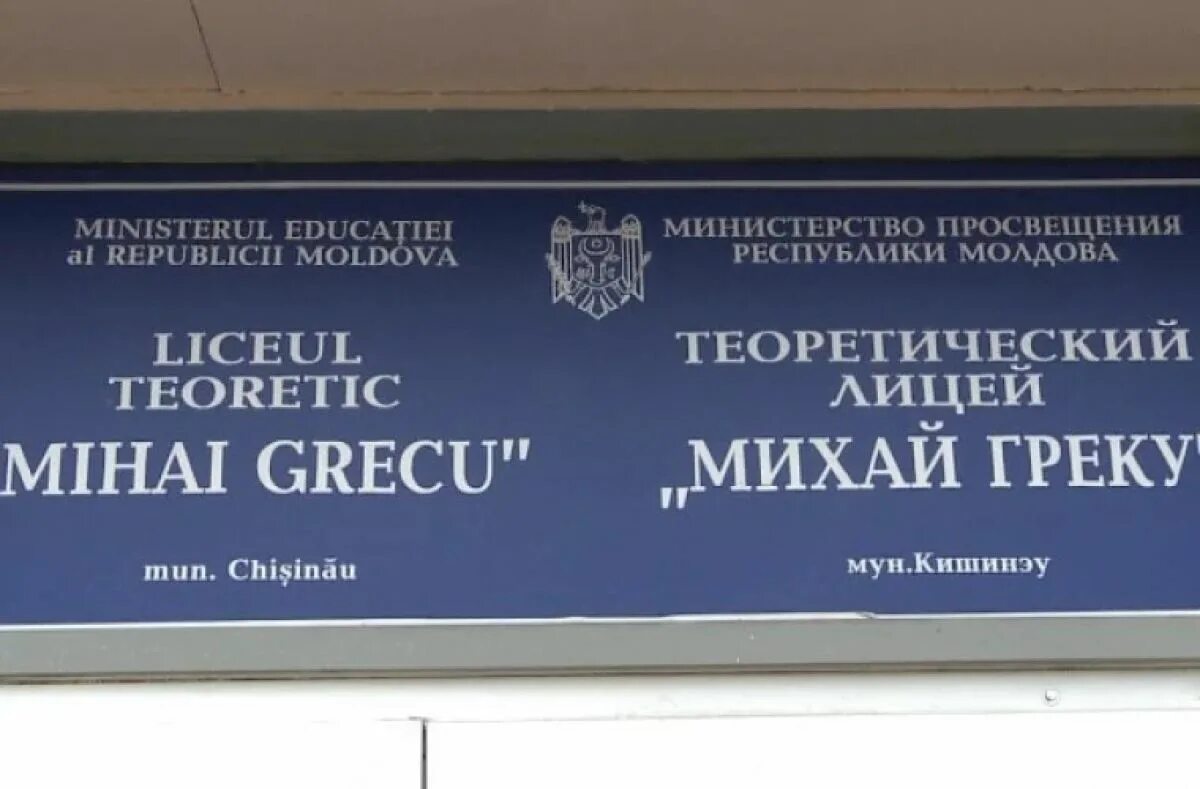 MINISTERUL EDUCAȚIEI
al REPUBLICII MOLDOVA
LICEUL
TEORETIC
MIHAI GRECU"
mun. Chișinău
МИНИСТЕРСТВО ПРОСВЕЩЕНИЯ
РЕСПУБЛИКИ МОЛДОВА
ТЕОРЕТИЧЕСКИЙ
ЛИЦЕЙ
„МИХАЙ ГРЕКУ"
мун.Кишинэу